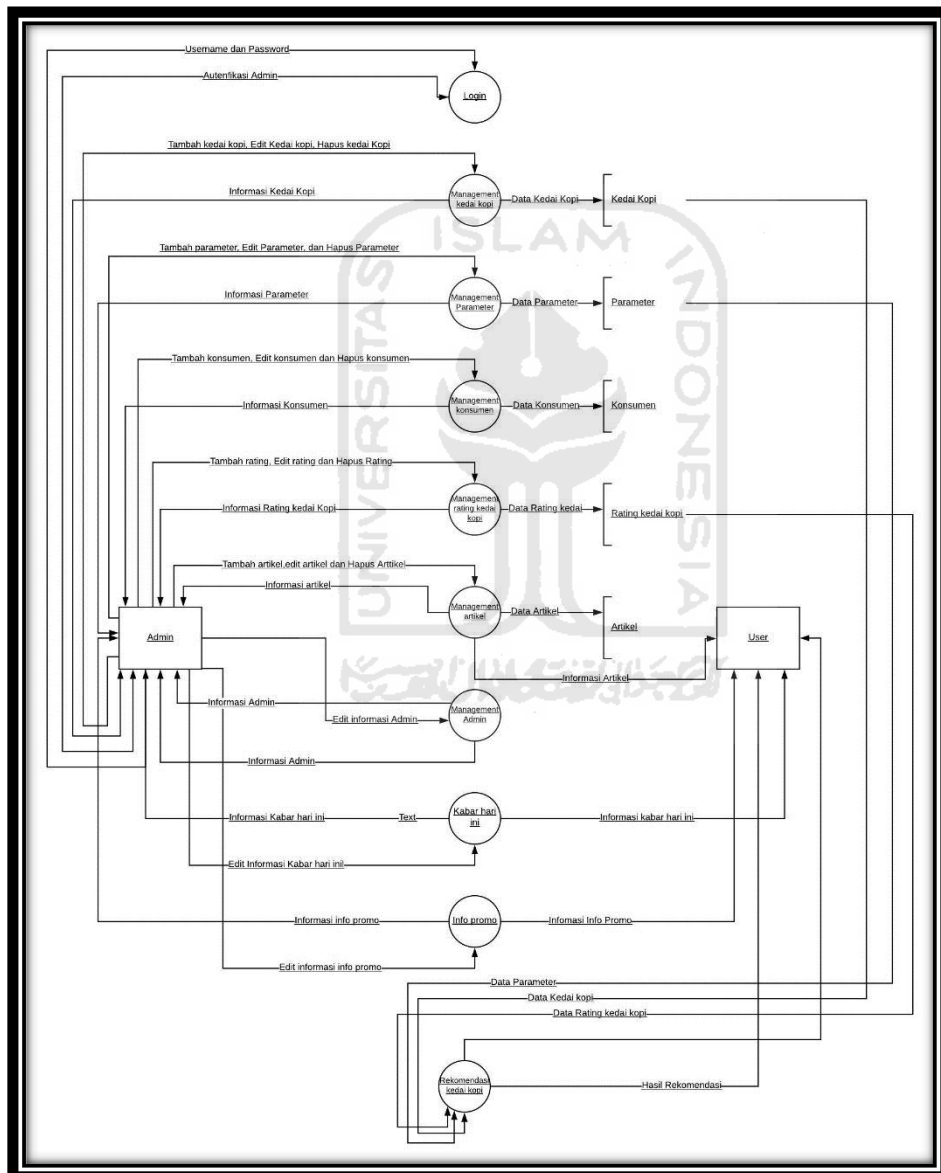 Username dan Password
Autenfikasi Admin
Login
Tambah kedai kopi, Edit Kedai kopi, Hapus kedai Kopi
Informasi Kedai Kopi
Management
kedai kopi
Data Kedai Kopi
Kedai Kopi
Tambah parameter, Edit Parameter, dan Hapus Parameter
Informasi Parameter
Management
Parameter
Data Parameter
Parameter
Tambah konsumen, Edit konsumen dan Hapus konsumen
Informasi Konsumen
Management
konsumen
Data Konsumen
Konsumen
Tambah rating, Edit rating dan Hapus Rating
Informasi Rating kedai Kopi
Management
rating kedai
kopi
Data Rating kedai
Rating kedai kopi
Tambah artikel,edit artikel dan Hapus Arttikel
Informasi artikel
Management
artikel
Data Artikel
Artikel
Admin
User
Informasi Artikel
Informasi Admin
Edit informasi Admin
Management
Admin
Informasi Admin
Informasi Kabar hari ini
Text
Kabar hari
ini
Informasi kabar hari ini
Edit Informasi Kabar hari ini!
Informasi info promo
Info promo
Infomasi Info Promo
Edit informasi info promo
Data Parameter
Data Kedai kopi
Data Rating kedai kopi
Rekomendasi
kedai kopi
Hasil Rekomendasi
UNIVERSITAS
ISLAM
INDONESIA